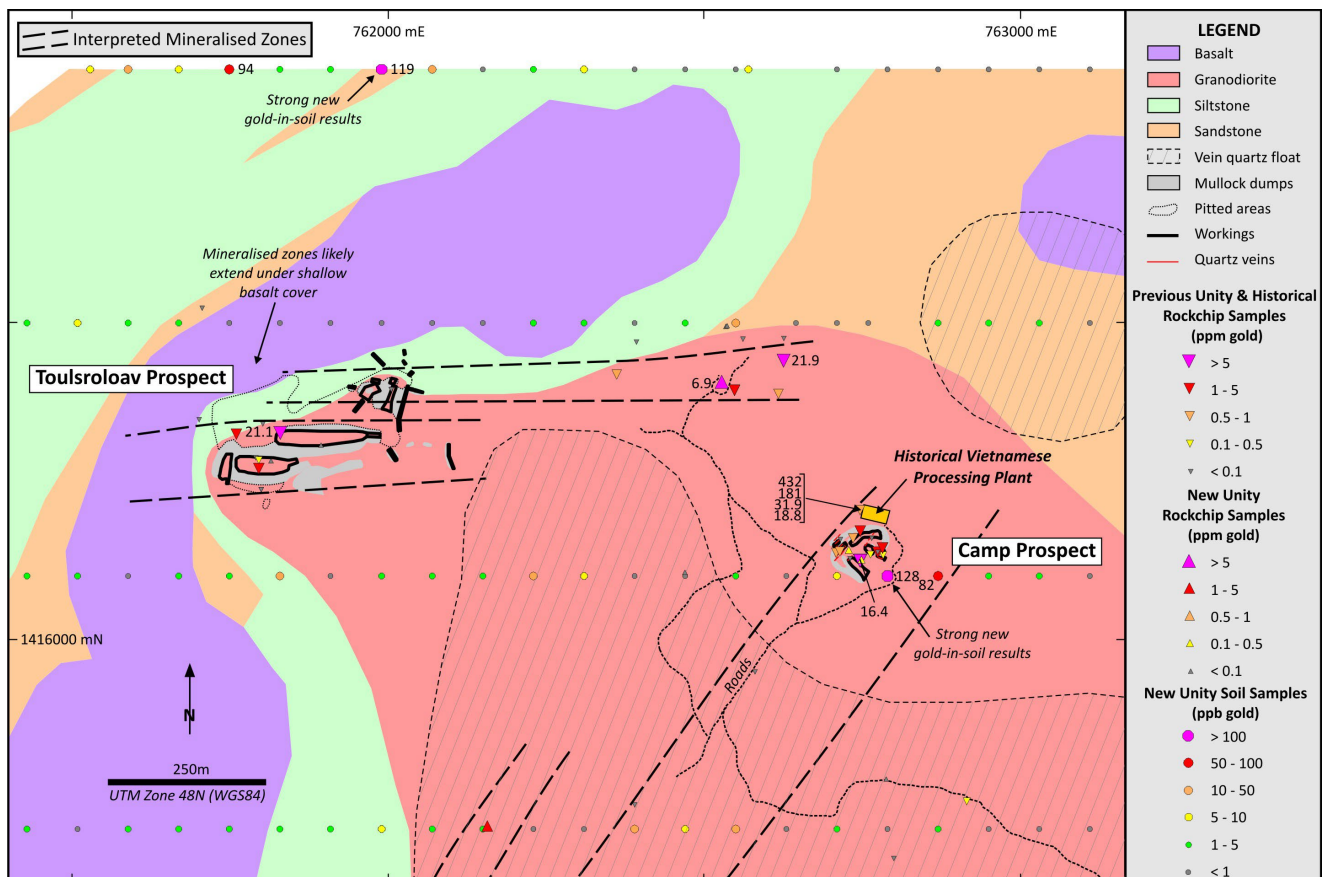 Interpreted Mineralised Zones
762000 mE
763000 mE
94
119
Strong new
gold-in-soil results
Mineralised zones likely
extend under shallow
basalt cover
Toulsroloav Prospect
21.9
6.9
21.1
Historical Vietnamese
Processing Plant
432
181
31.9
18.8
Camp Prospect
128
82
16.4
Strong new
gold-in-soil results
1416000 mN
Roads
N
250m
UTM Zone 48N (WGS84)
LEGEND
Basalt
Granodiorite
Siltstone
Sandstone
Vein quartz float
Mullock dumps
Pitted areas
Workings
Quartz veins
Previous Unity & Historical
Rockchip Samples
(ppm gold)
> 5
1 - 5
0.5 - 1
0.1 - 0.5
< 0.1
New Unity
Rockchip Samples
(ppm gold)
> 5
1 - 5
0.5 - 1
0.1 - 0.5
< 0.1
New Unity Soil Samples
(ppb gold)
> 100
50 - 100
10 - 50
5 - 10
1 - 5
< 1